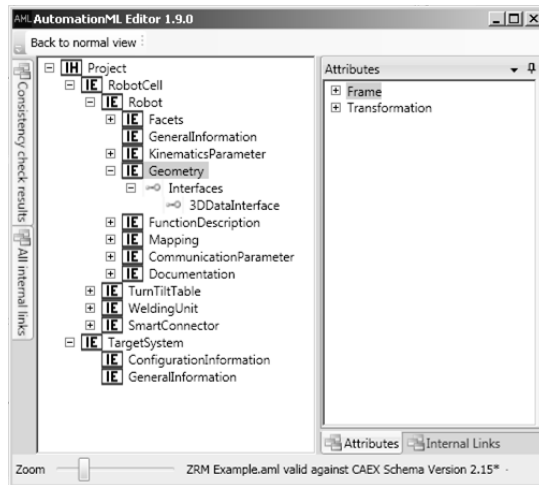 AML AutomationML Editor 1.9.0
Back to normal view
Consistency check results
All internal links
IH Project
IE RobotCell
IE Robot
IE Facets
IE GeneralInformation
IE KinematicsParameter
IE Geometry
Interfaces
3DDataInterface
IE FunctionDescription
IE Mapping
IE CommunicationParameter
IE Documentation
IE TurnTiltTable
IE WeldingUnit
IE SmartConnector
IE TargetSystem
IE ConfigurationInformation
IE GeneralInformation
Attributes
Frame
Transformation
Attributes Internal Links
Zoom ZRM Example.aml valid against CAEX Schema Version 2.15"